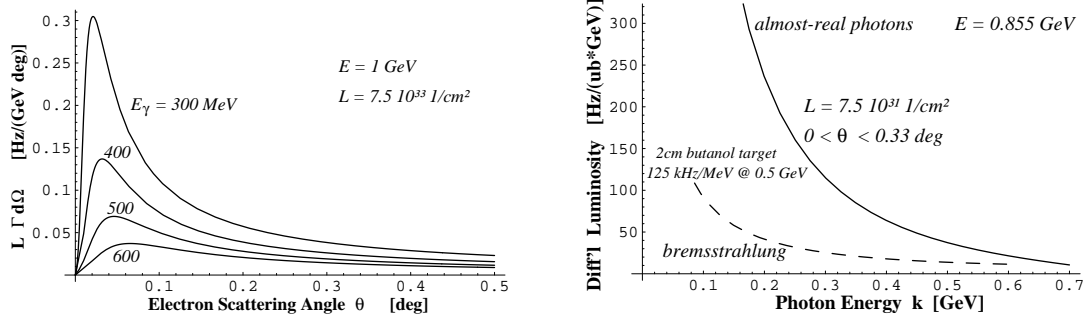 L Γ dΩ [Hz/(GeV deg)]
0.3
0.25
0.2
0.15
0.1
0.05
E = 1 GeV
L = 7.5 10³³ 1/cm²
Eγ = 300 MeV
400
500
600
0.1 0.2 0.3 0.4 0.5
Electron Scattering Angle θ [deg]
Diff'l Luminosity [Hz/(ub*GeV)]
300
250
200
150
100
50
almost-real photons E = 0.855 GeV
L = 7.5 10³¹ 1/cm²
0 < θ < 0.33 deg
2cm butanol target
125 kHz/MeV @ 0.5 GeV
bremsstrahlung
0.1 0.2 0.3 0.4 0.5 0.6 0.7
Photon Energy k [GeV]